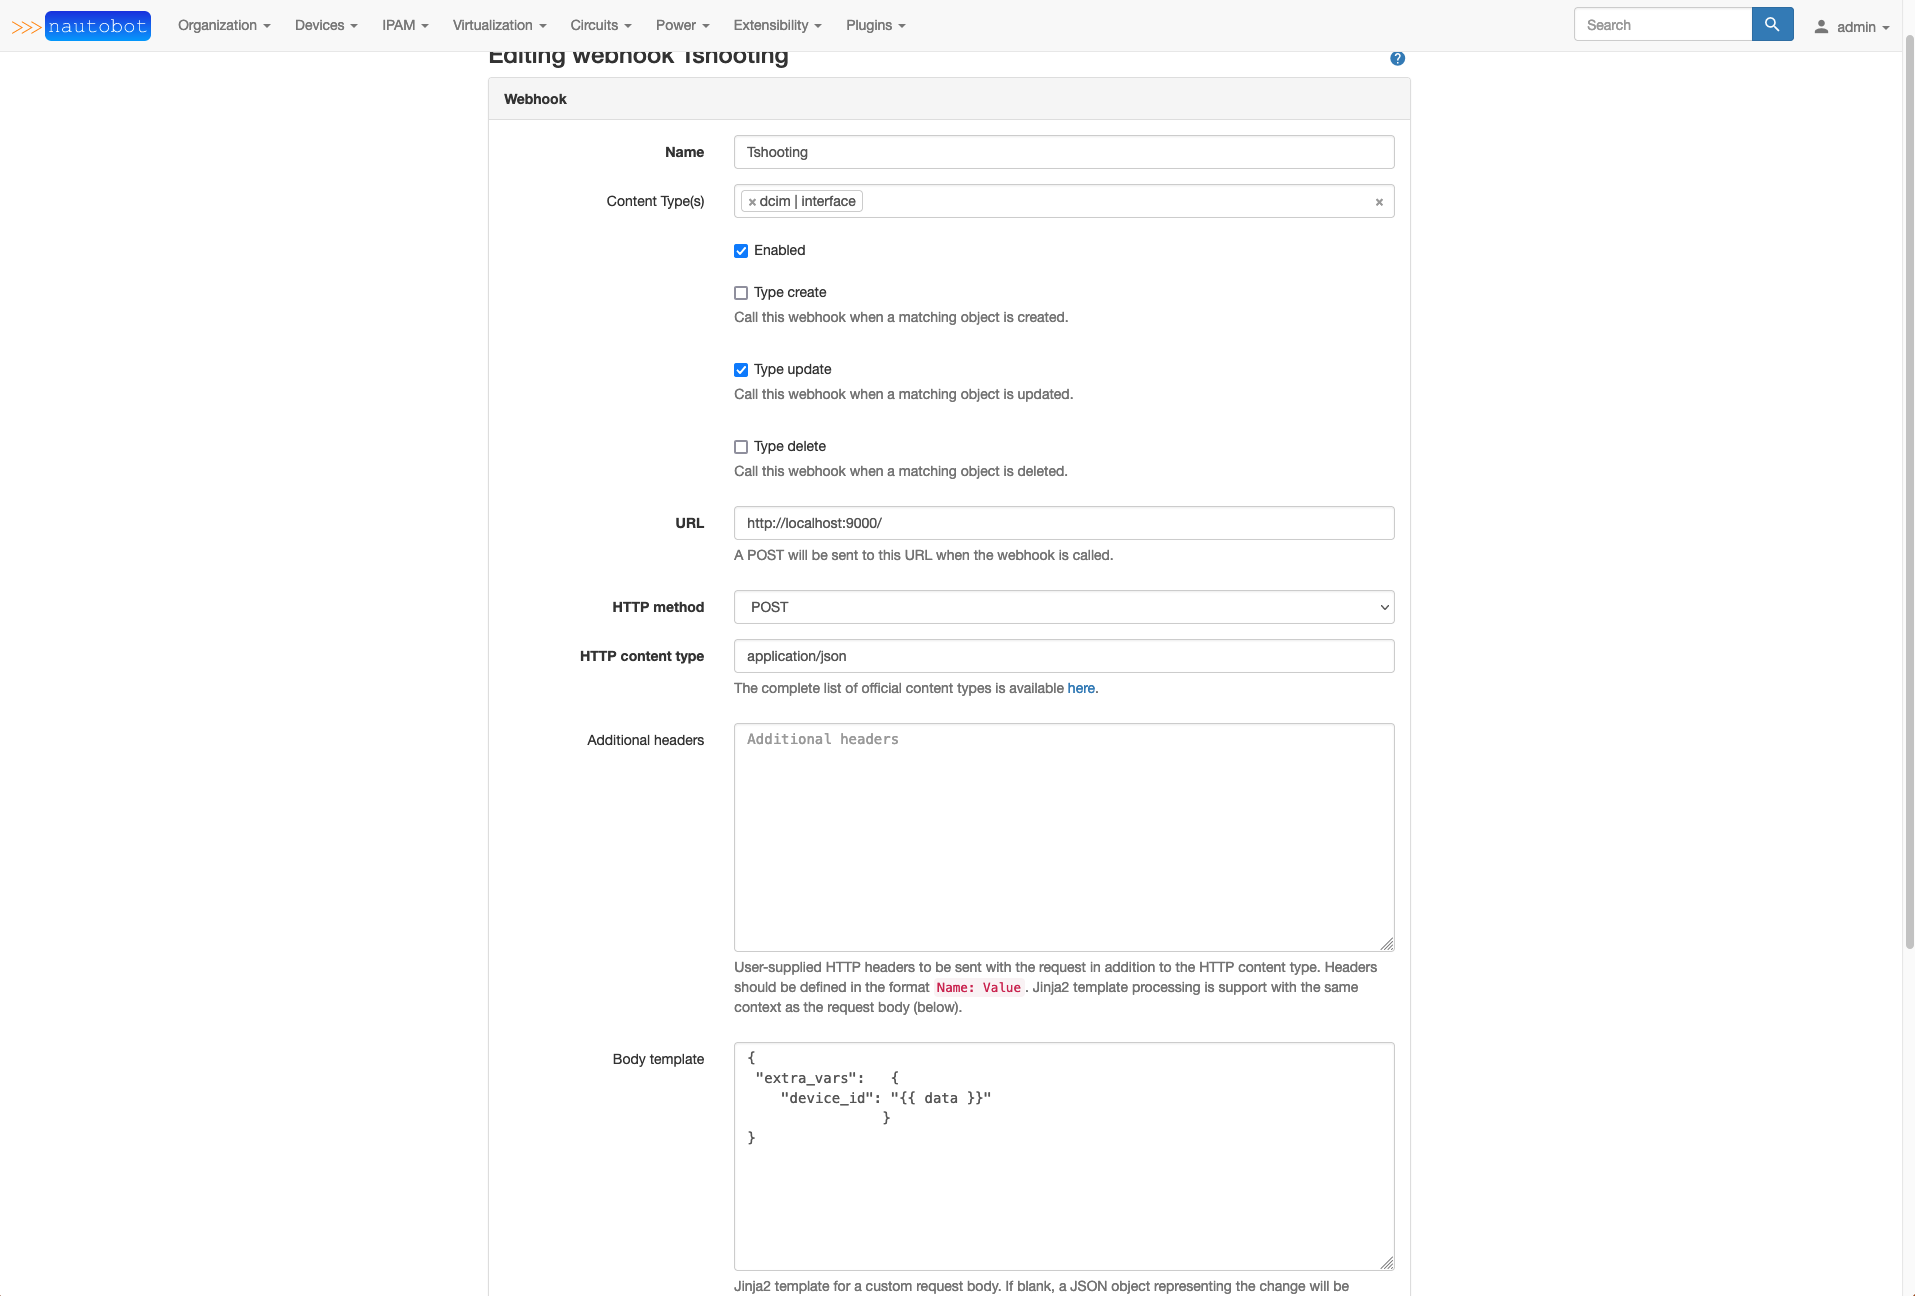 >>> nautobot Organization Devices IPAM Virtualization Circuits Power Extensibility Plugins Search admin
Editing webhook Tshooting
Webhook
Name Tshooting
Content Type(s) × dcim | interface ×
Enabled
Type create
Call this webhook when a matching object is created.
Type update
Call this webhook when a matching object is updated.
Type delete
Call this webhook when a matching object is deleted.
URL http://localhost:9000/
A POST will be sent to this URL when the webhook is called.
HTTP method POST
HTTP content type application/json
The complete list of official content types is available here.
Additional headers Additional headers
User-supplied HTTP headers to be sent with the request in addition to the HTTP content type. Headers
should be defined in the format Name: Value. Jinja2 template processing is support with the same
context as the request body (below).
Body template {
"extra_vars": {
"device_id": "{{ data }}"
}
}
Jinja2 template for a custom request body. If blank, a JSON object representing the change will be